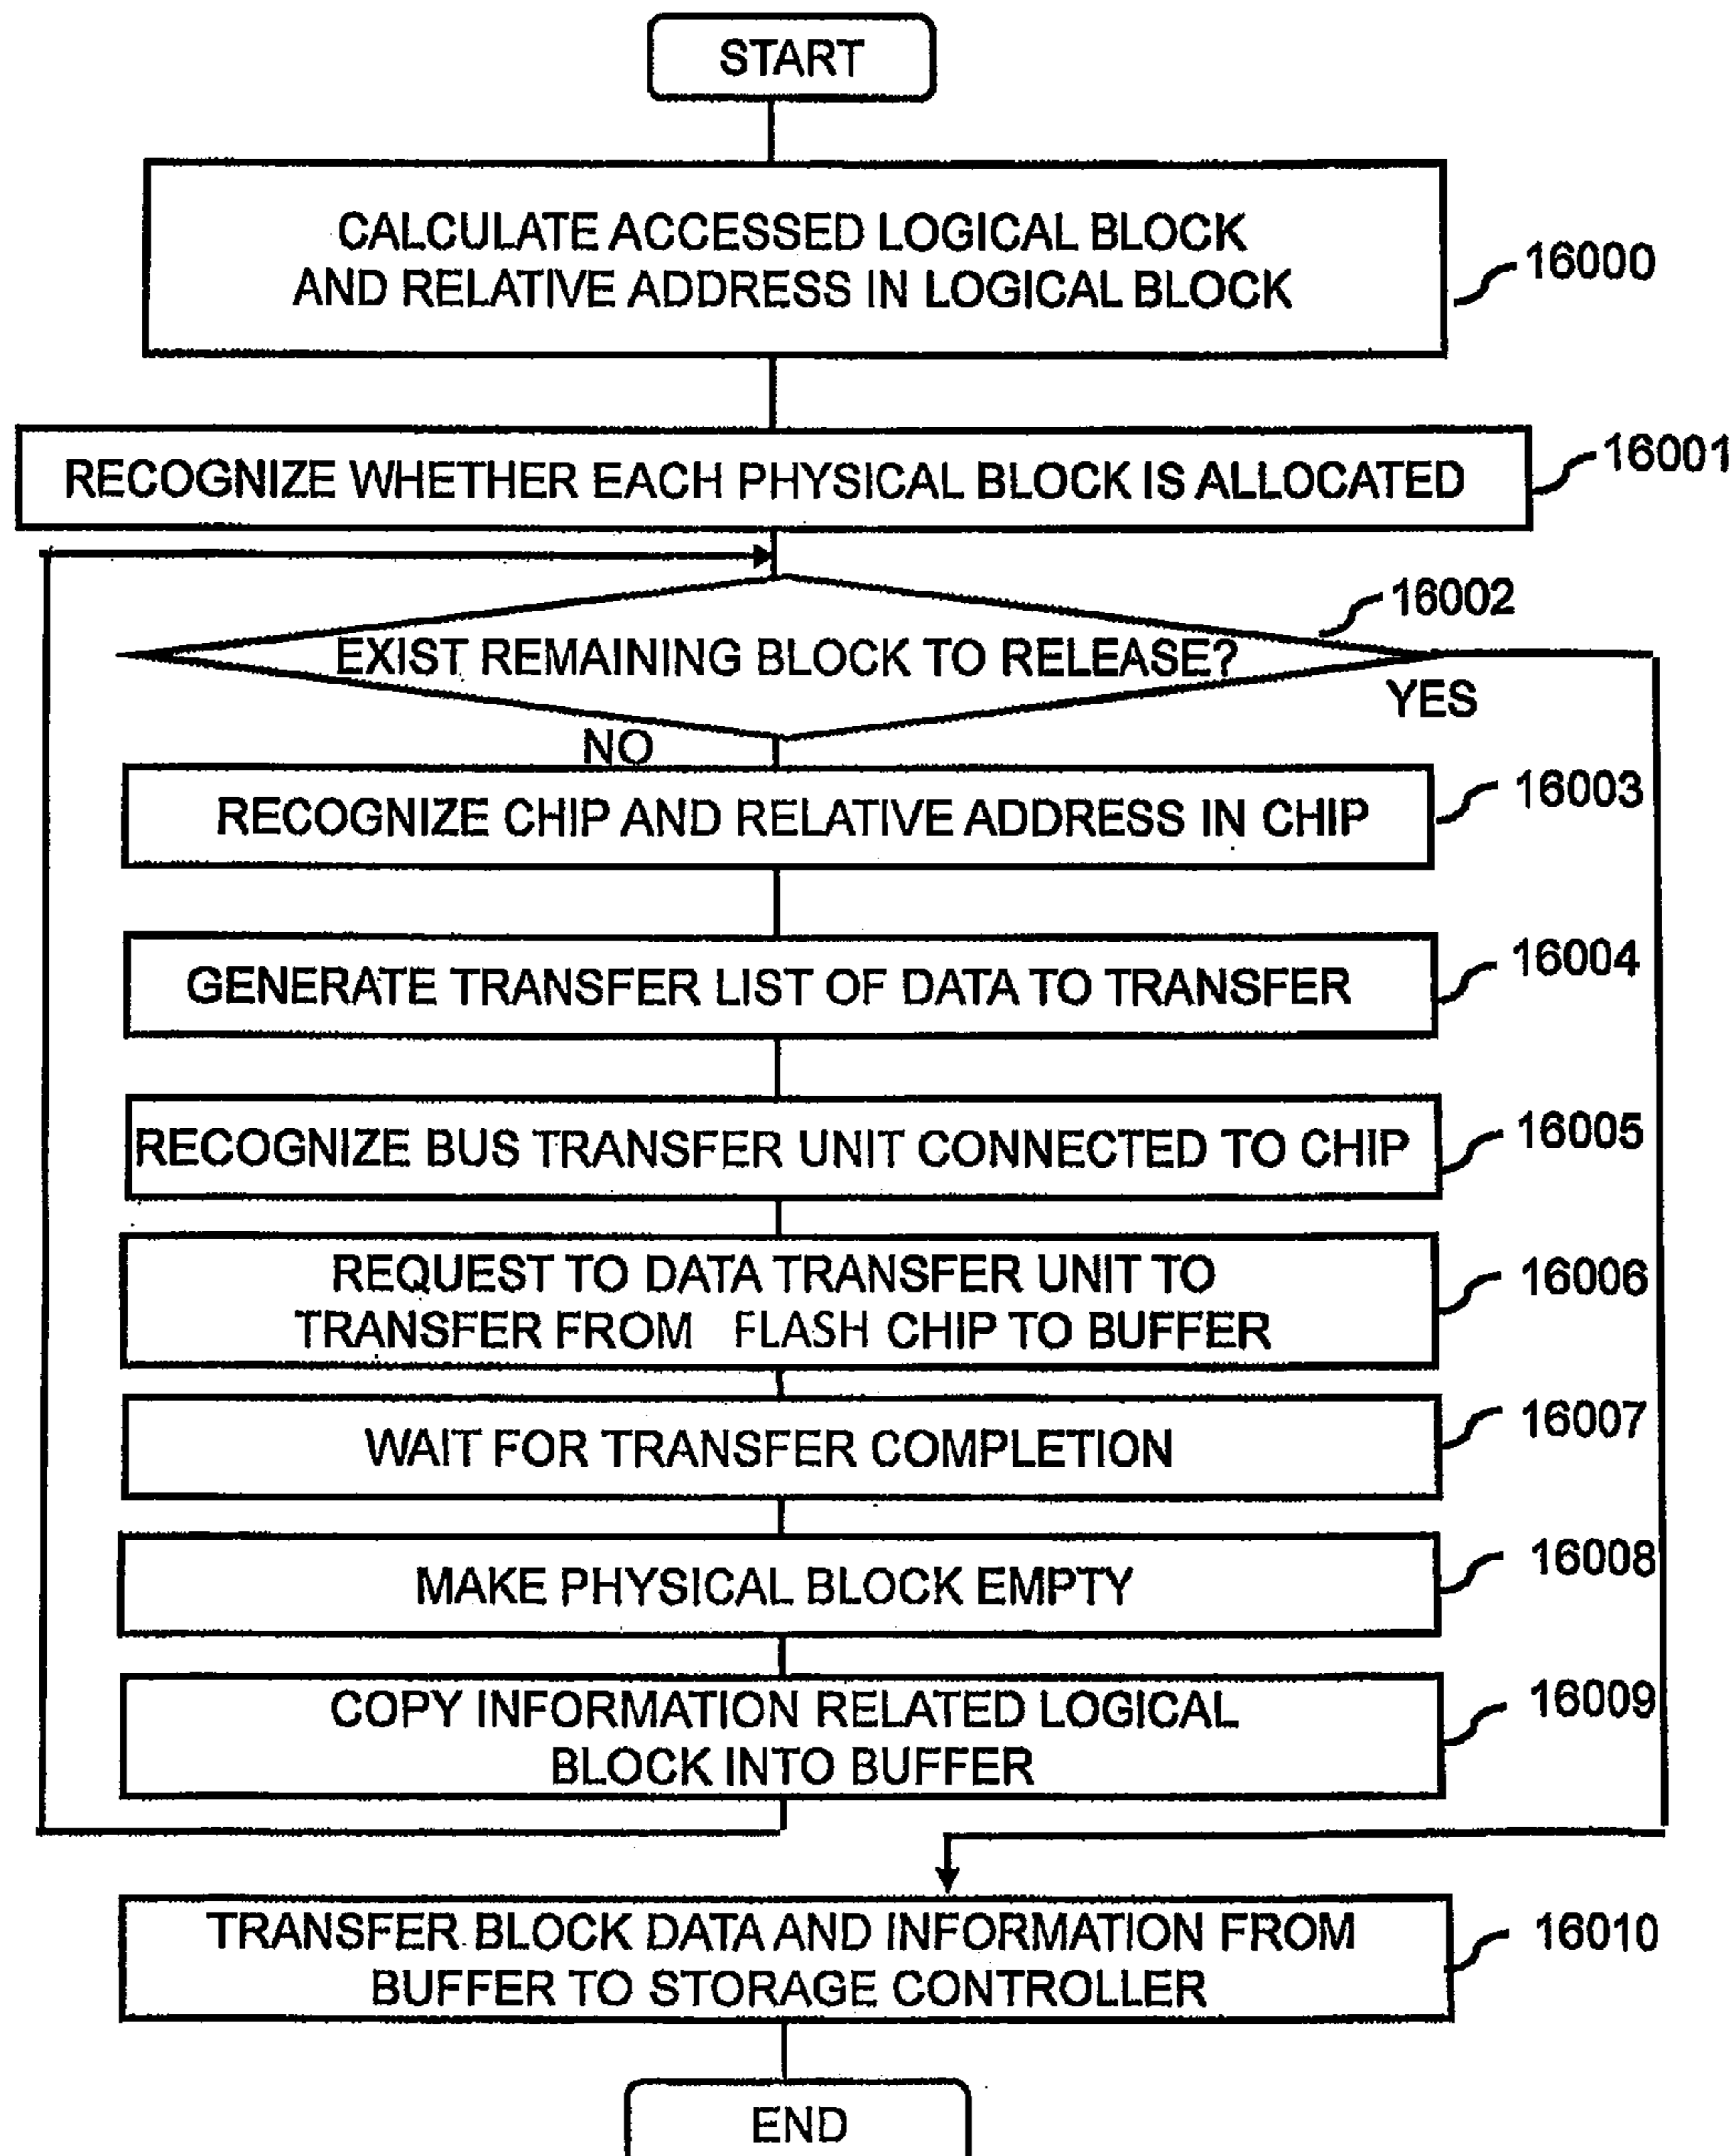 START
CALCULATE ACCESSED LOGICAL BLOCK
AND RELATIVE ADDRESS IN LOGICAL BLOCK
16000
RECOGNIZE WHETHER EACH PHYSICAL BLOCK IS ALLOCATED
16001
16002
EXIST REMAINING BLOCK TO RELEASE?
YES
NO
RECOGNIZE CHIP AND RELATIVE ADDRESS IN CHIP
16003
GENERATE TRANSFER LIST OF DATA TO TRANSFER
16004
RECOGNIZE BUS TRANSFER UNIT CONNECTED TO CHIP
16005
REQUEST TO DATA TRANSFER UNIT TO
TRANSFER FROM FLASH CHIP TO BUFFER
16006
WAIT FOR TRANSFER COMPLETION
16007
MAKE PHYSICAL BLOCK EMPTY
16008
COPY INFORMATION RELATED LOGICAL
BLOCK INTO BUFFER
16009
TRANSFER BLOCK DATA AND INFORMATION FROM
BUFFER TO STORAGE CONTROLLER
16010
END